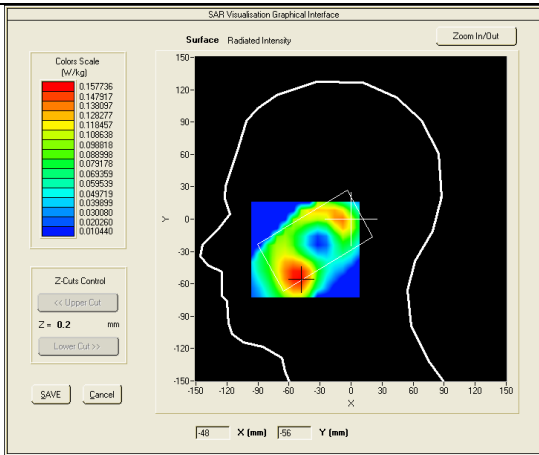 SAR Visualisation Graphical Interface
Surface Radiated Intensity
Zoom In/Out
Colors Scale
(W/kg)
0.157736
0.147917
0.138097
0.128277
0.118457
0.108638
0.098818
0.088998
0.079178
0.069359
0.059539
0.049719
0.039899
0.030080
0.020260
0.010440
Z-Cuts Control
<< Upper Cut
Z = 0.2 mm
Lower Cut >>
SAVE Cancel
150
120
90
60
30
0
-30
-60
-90
-120
-150
Y
-150 -120 -90 -60 -30 0 30 60 90 120 150
X
-48 X (mm) -56 Y (mm)